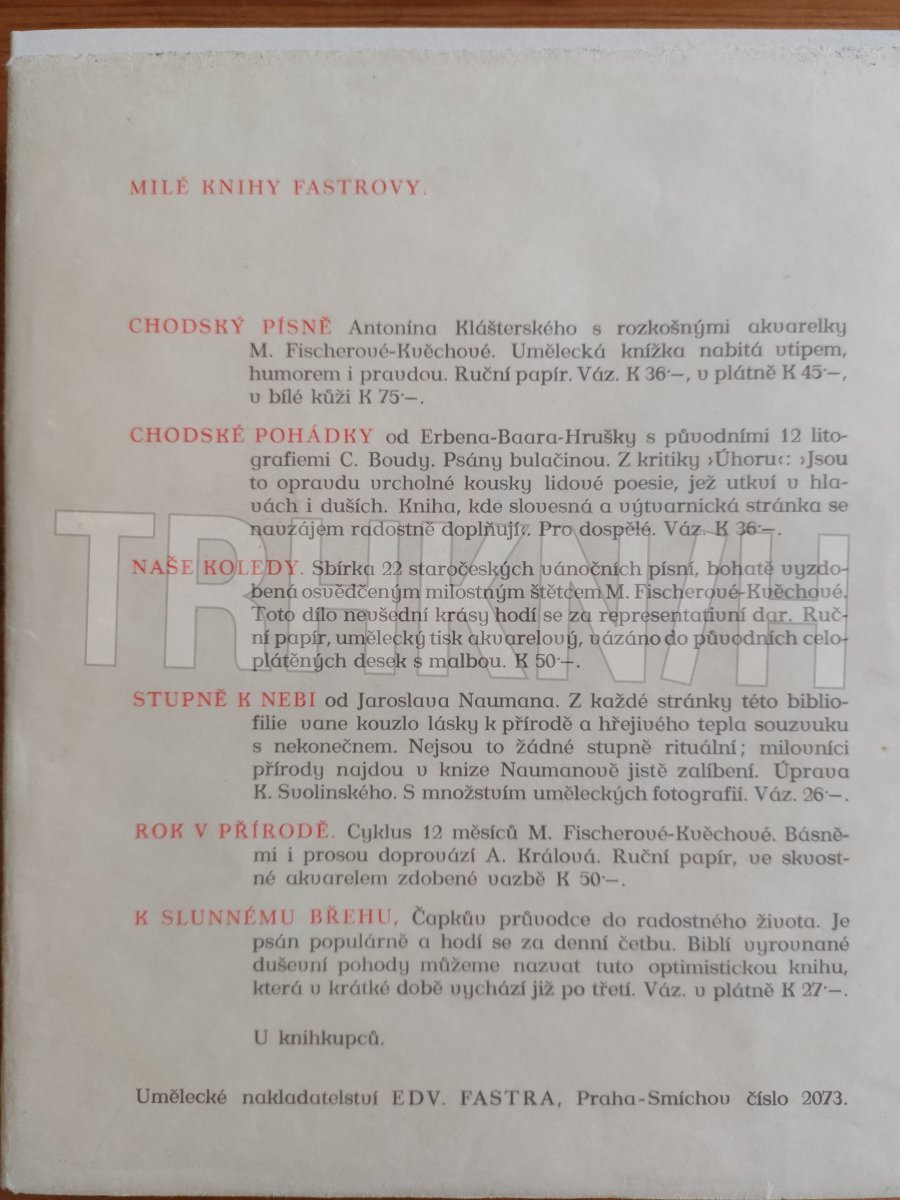 MILÉ KNIHY FASTROVY.
CHODSKÝ PÍSNĚ Antonína Klášterského s rozkošnými akvarelky
M. Fischerové-Kvěchové. Umělecká knížka nabitá vtipem,
humorem i pravdou. Ruční papír. Váz. K 36·–, v plátně K 45·–,
v bílé kůži K 75·–.
CHODSKÉ POHÁDKY od Erbena-Baara-Hrušky s původními 12 lito-
grafiemi C. Boudy. Psány bulačinou. Z kritiky ›Úhoru‹: ›Jsou
to opravdu vrcholné kousky lidové poesie, jež utkví v hla-
vách i duších. Kniha, kde slovesná a výtvarnická stránka se
navzájem radostně doplňují‹. Pro dospělé. Váz. K 36·–.
NAŠE KOLEDY. Sbírka 22 staročeských vánočních písní, bohatě vyzdo-
bená osvědčeným milostným štětcem M. Fischerové-Kvěchové.
Toto dílo nevšední krásy hodí se za representativní dar. Ruč-
ní papír, umělecký tisk akvarelový, vázáno do původních celo-
plátěných desek s malbou. K 50·–.
STUPNĚ K NEBI od Jaroslava Naumana. Z každé stránky této biblio-
filie vane kouzlo lásky k přírodě a hřejivého tepla souzvuku
s nekonečnem. Nejsou to žádné stupně rituální; milovníci
přírody najdou v knize Naumanově jistě zalíbení. Úprava
K. Svolinského. S množstvím uměleckých fotografií. Váz. 26·–.
ROK V PŘÍRODĚ. Cyklus 12 měsíců M. Fischerové-Kvěchové. Básně-
mi i prosou doprovází A. Králová. Ruční papír, ve skvost-
né akvarelem zdobené vazbě K 50·–.
K SLUNNÉMU BŘEHU, Čapkův průvodce do radostného života. Je
psán populárně a hodí se za denní četbu. Biblí vyrovnané
duševní pohody můžeme nazvat tuto optimistickou knihu,
která v krátké době vychází již po třetí. Váz. v plátně K 27·–.
U knihkupců.
Umělecké nakladatelství EDV. FASTRA, Praha-Smíchov číslo 2073.
TRHKNIH